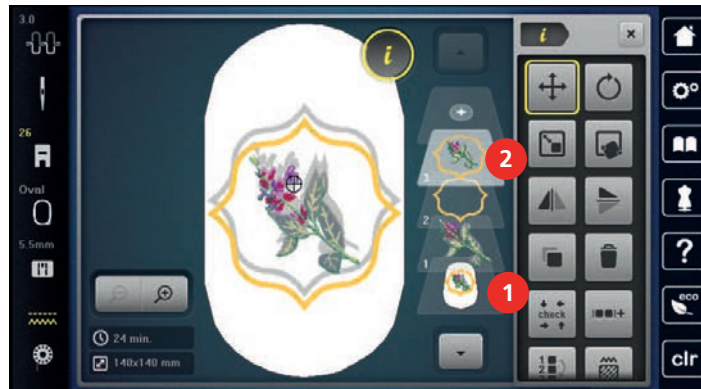 3.0
26
Oval
5.5mm
i
24 min.
140x140 mm
3
2
1
2
1
i
×
check
1
2
?
eco
clr